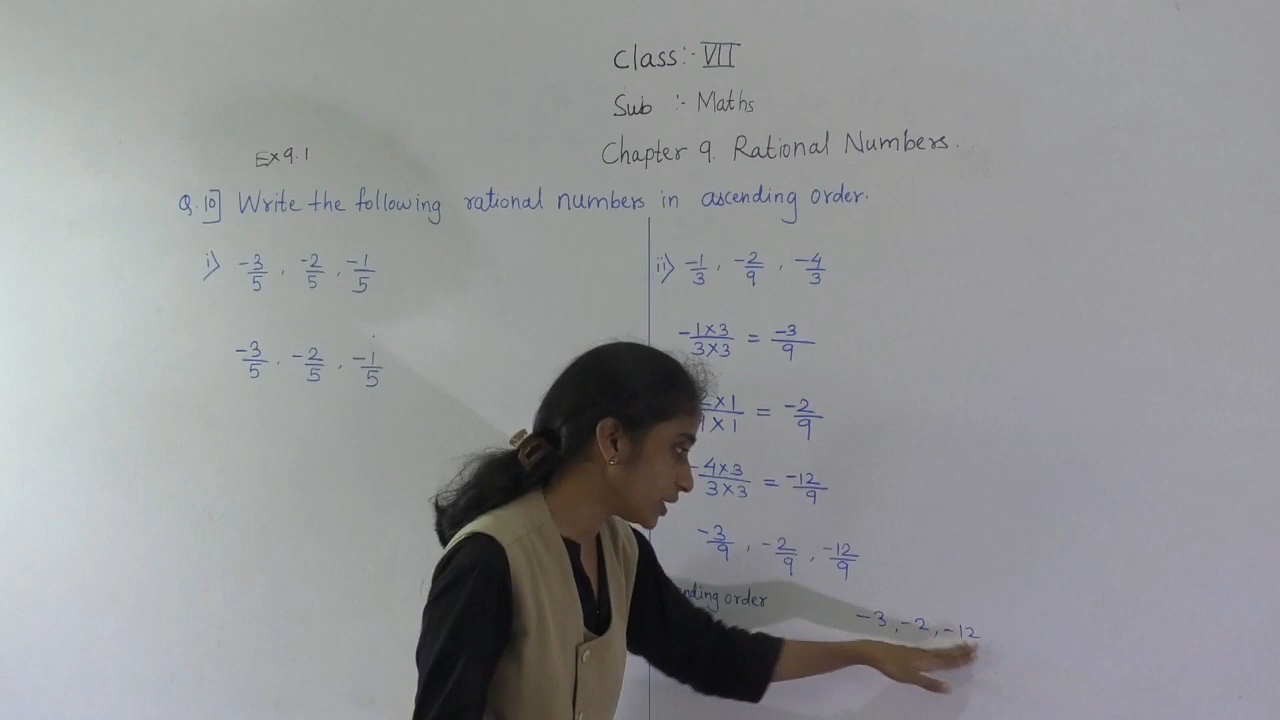 Class:- VII
Sub :- Maths
Chapter 9. Rational Numbers.
Ex 9.1
Q.10] Write the following rational numbers in ascending order.
i) -3/5, -2/5, -1/5
-3/5, -2/5, -1/5
ii) -1/3, -2/9, -4/3
-1×3/3×3 = -3/9
×1/×1 = -2/9
-4×3/3×3 = -12/9
-3/9, -2/9, -12/9
order
-3, -2, -12